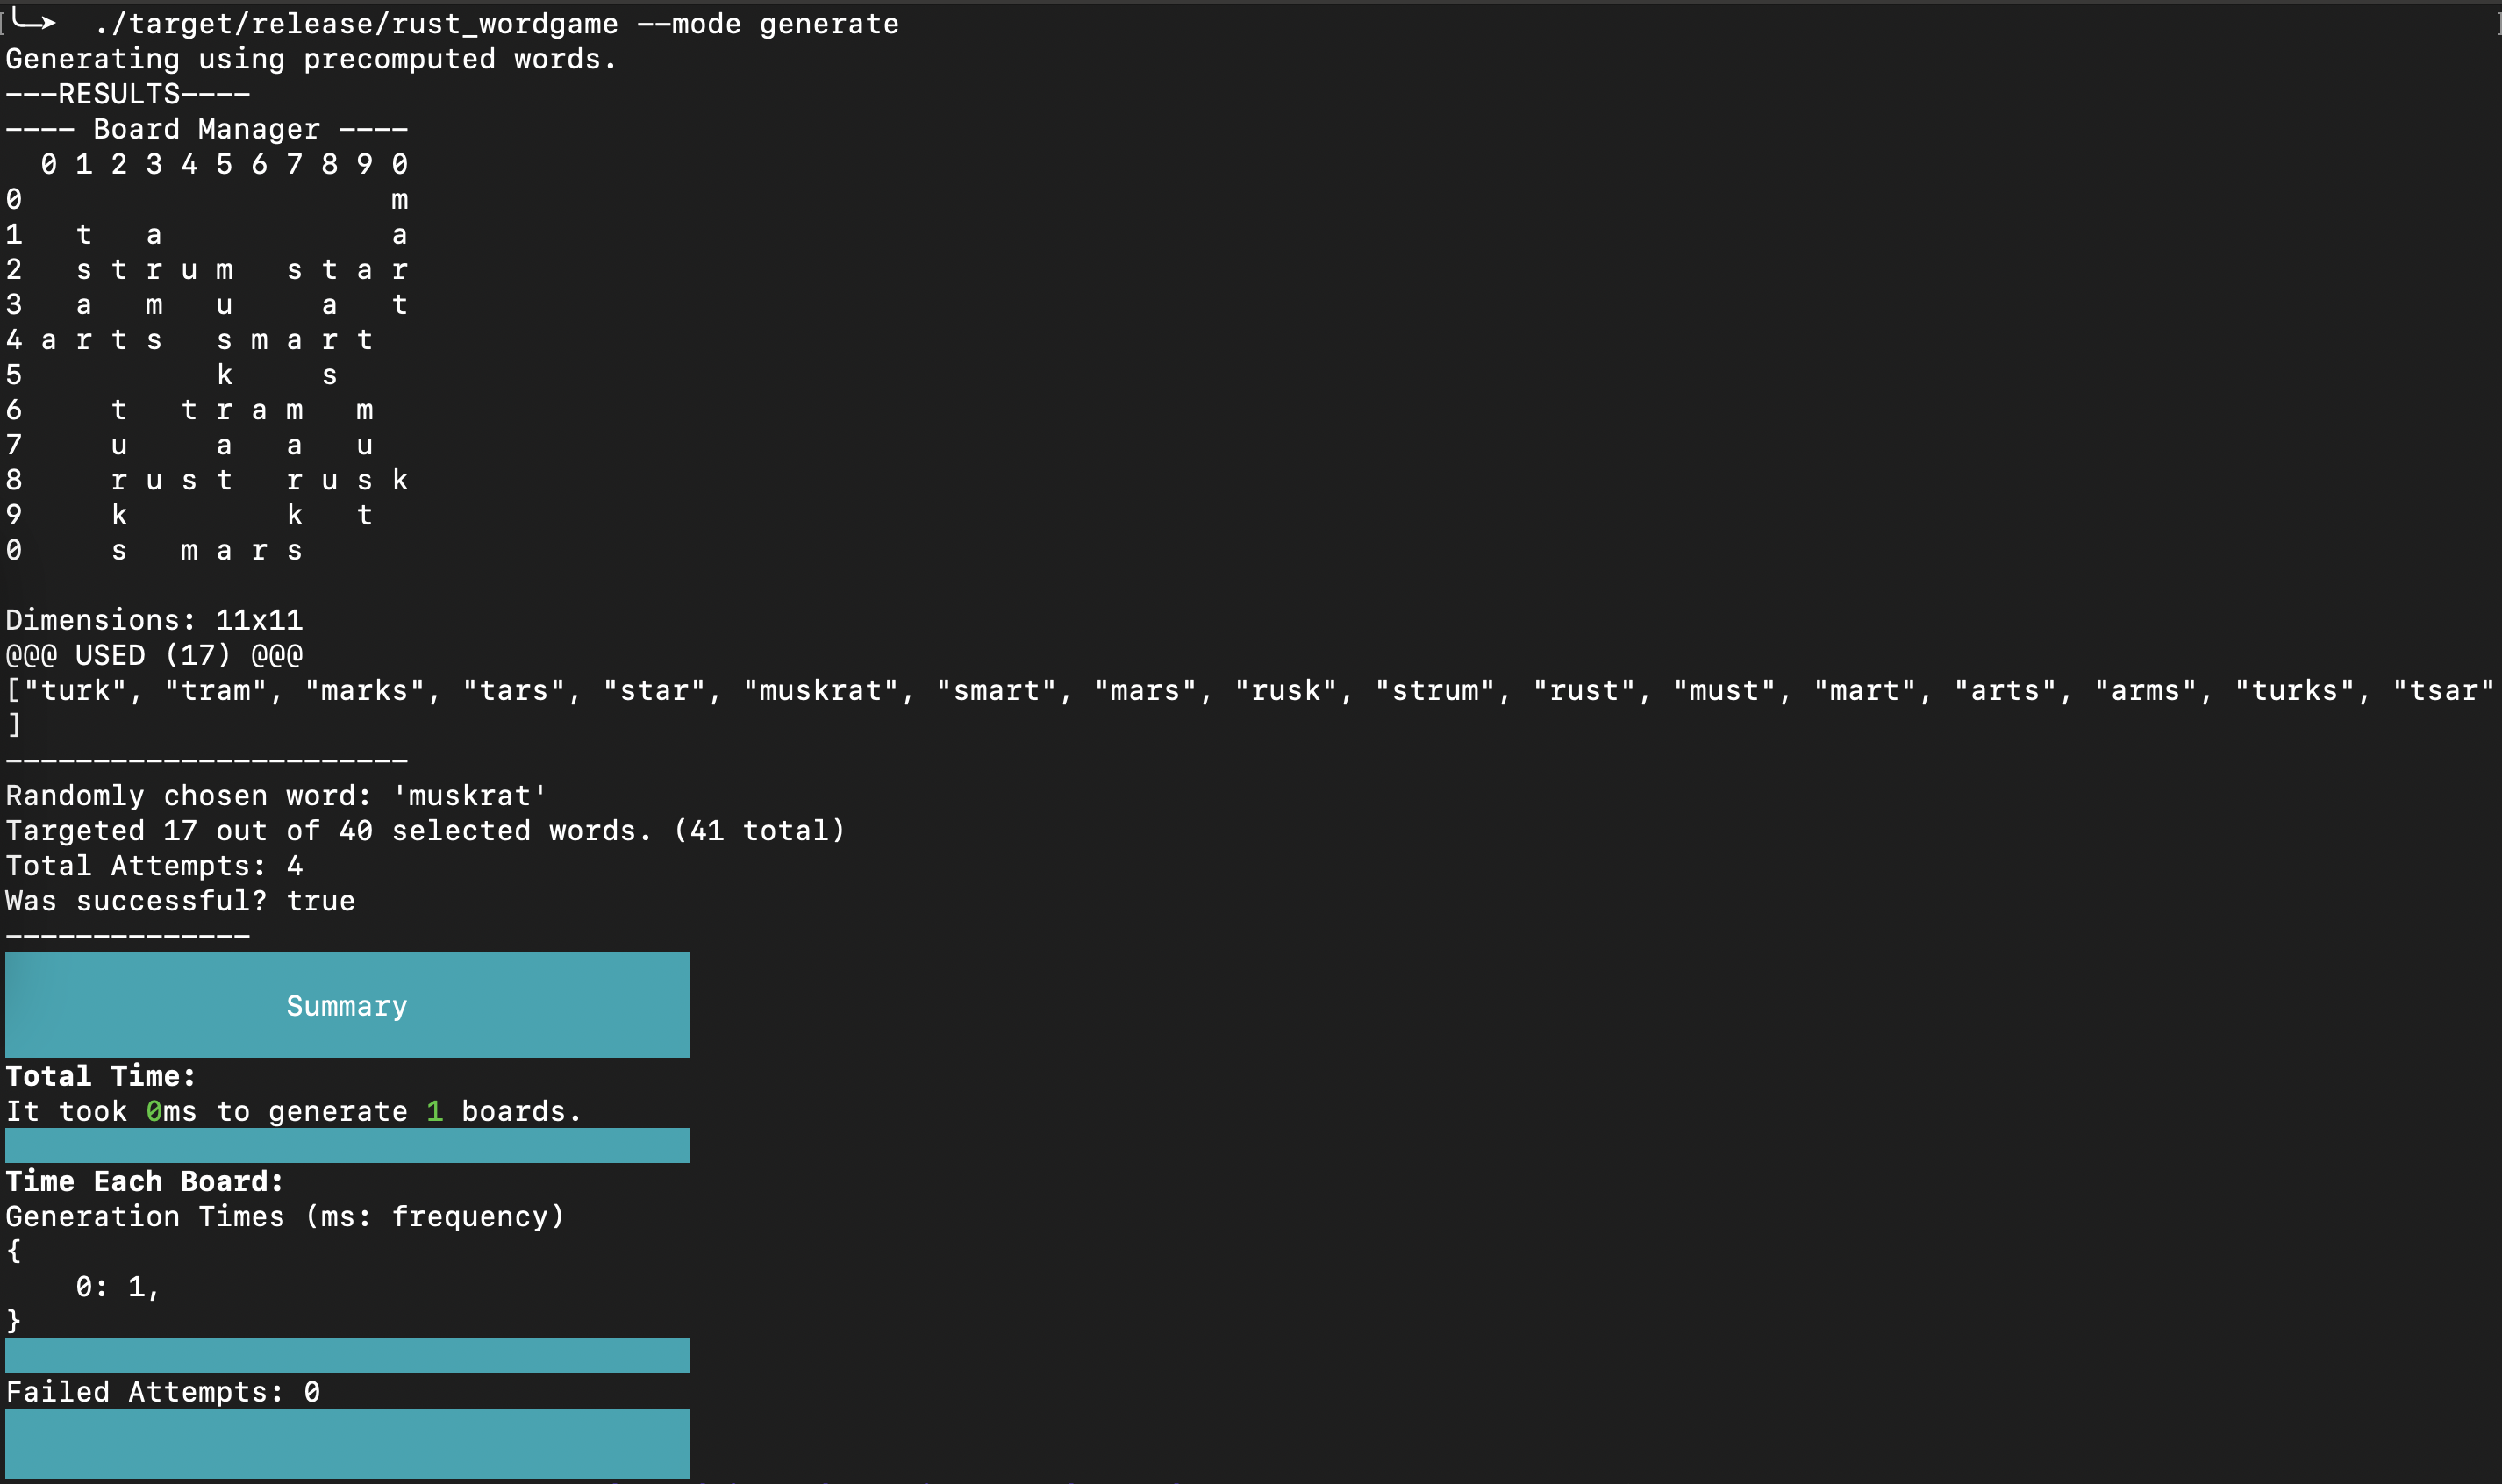 ╰─➤  ./target/release/rust_wordgame --mode generate
Generating using precomputed words.
---RESULTS----
---- Board Manager ----
  0 1 2 3 4 5 6 7 8 9 0
0                     m
1   t   a             a
2   s t r u m   s t a r
3   a   m   u     a   t
4 a r t s   s m a r t
5           k     s
6     t   t r a m   m
7     u     a   a   u
8     r u s t   r u s k
9     k         k   t
0     s   m a r s
Dimensions: 11x11
@@@ USED (17) @@@
["turk", "tram", "marks", "tars", "star", "muskrat", "smart", "mars", "rusk", "strum", "rust", "must", "mart", "arts", "arms", "turks", "tsar"
]
-----------------------
Randomly chosen word: 'muskrat'
Targeted 17 out of 40 selected words. (41 total)
Total Attempts: 4
Was successful? true
--------------
Summary
Total Time:
It took 0ms to generate 1 boards.
Time Each Board:
Generation Times (ms: frequency)
{
    0: 1,
}
Failed Attempts: 0